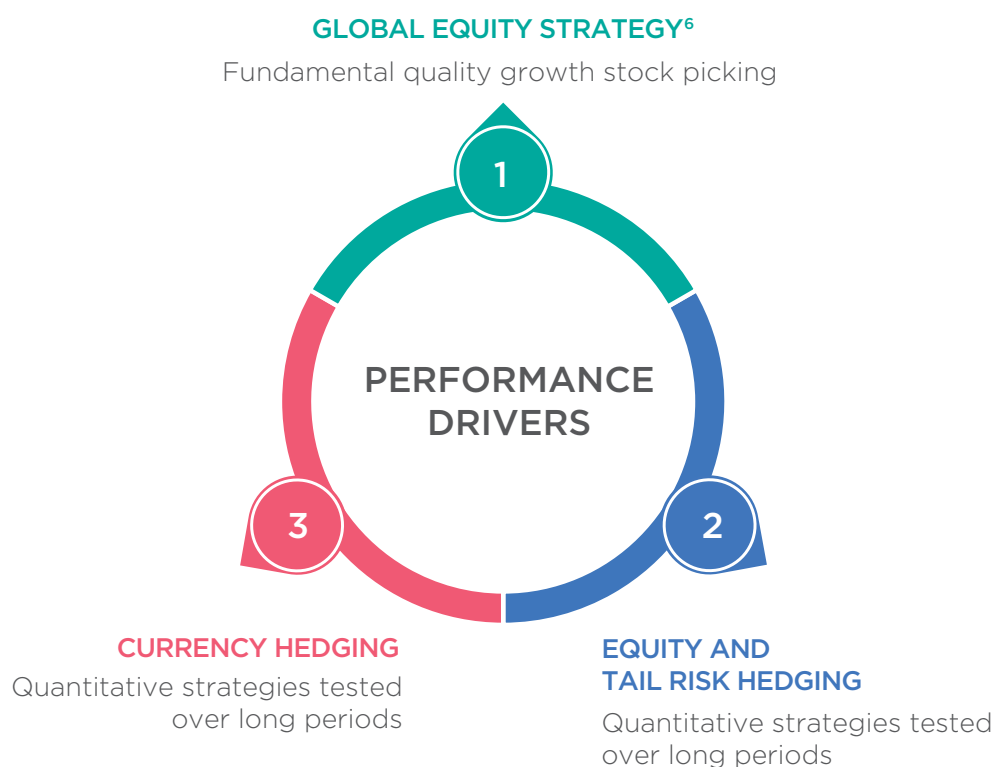 GLOBAL EQUITY STRATEGY⁶
Fundamental quality growth stock picking
1
PERFORMANCE
DRIVERS
3
2
CURRENCY HEDGING
Quantitative strategies tested
over long periods
EQUITY AND
TAIL RISK HEDGING
Quantitative strategies tested
over long periods